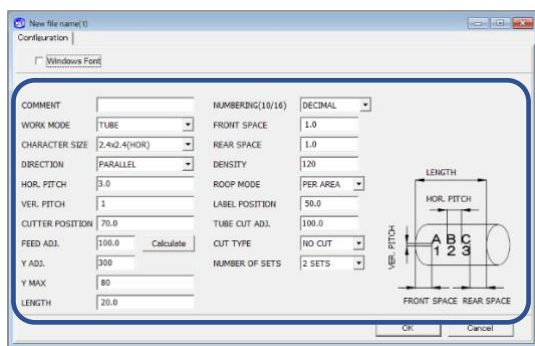 New file name(1)
Configuration
Windows Font
COMMENT
WORK MODE TUBE
CHARACTER SIZE 2.4x2.4(HOR)
DIRECTION PARALLEL
HOR. PITCH 3.0
VER. PITCH 1
CUTTER POSITION 70.0
FEED ADJ. 100.0 Calculate
Y ADJ. 300
Y MAX 80
LENGTH 20.0
NUMBERING(10/16) DECIMAL
FRONT SPACE 1.0
REAR SPACE 1.0
DENSITY 120
ROOP MODE PER AREA
LABEL POSITION 50.0
TUBE CUT ADJ. 100.0
CUT TYPE NO CUT
NUMBER OF SETS 2 SETS
LENGTH
HOR. PITCH
VER. PITCH
A B C
1 2 3
FRONT SPACE REAR SPACE
OK Cancel